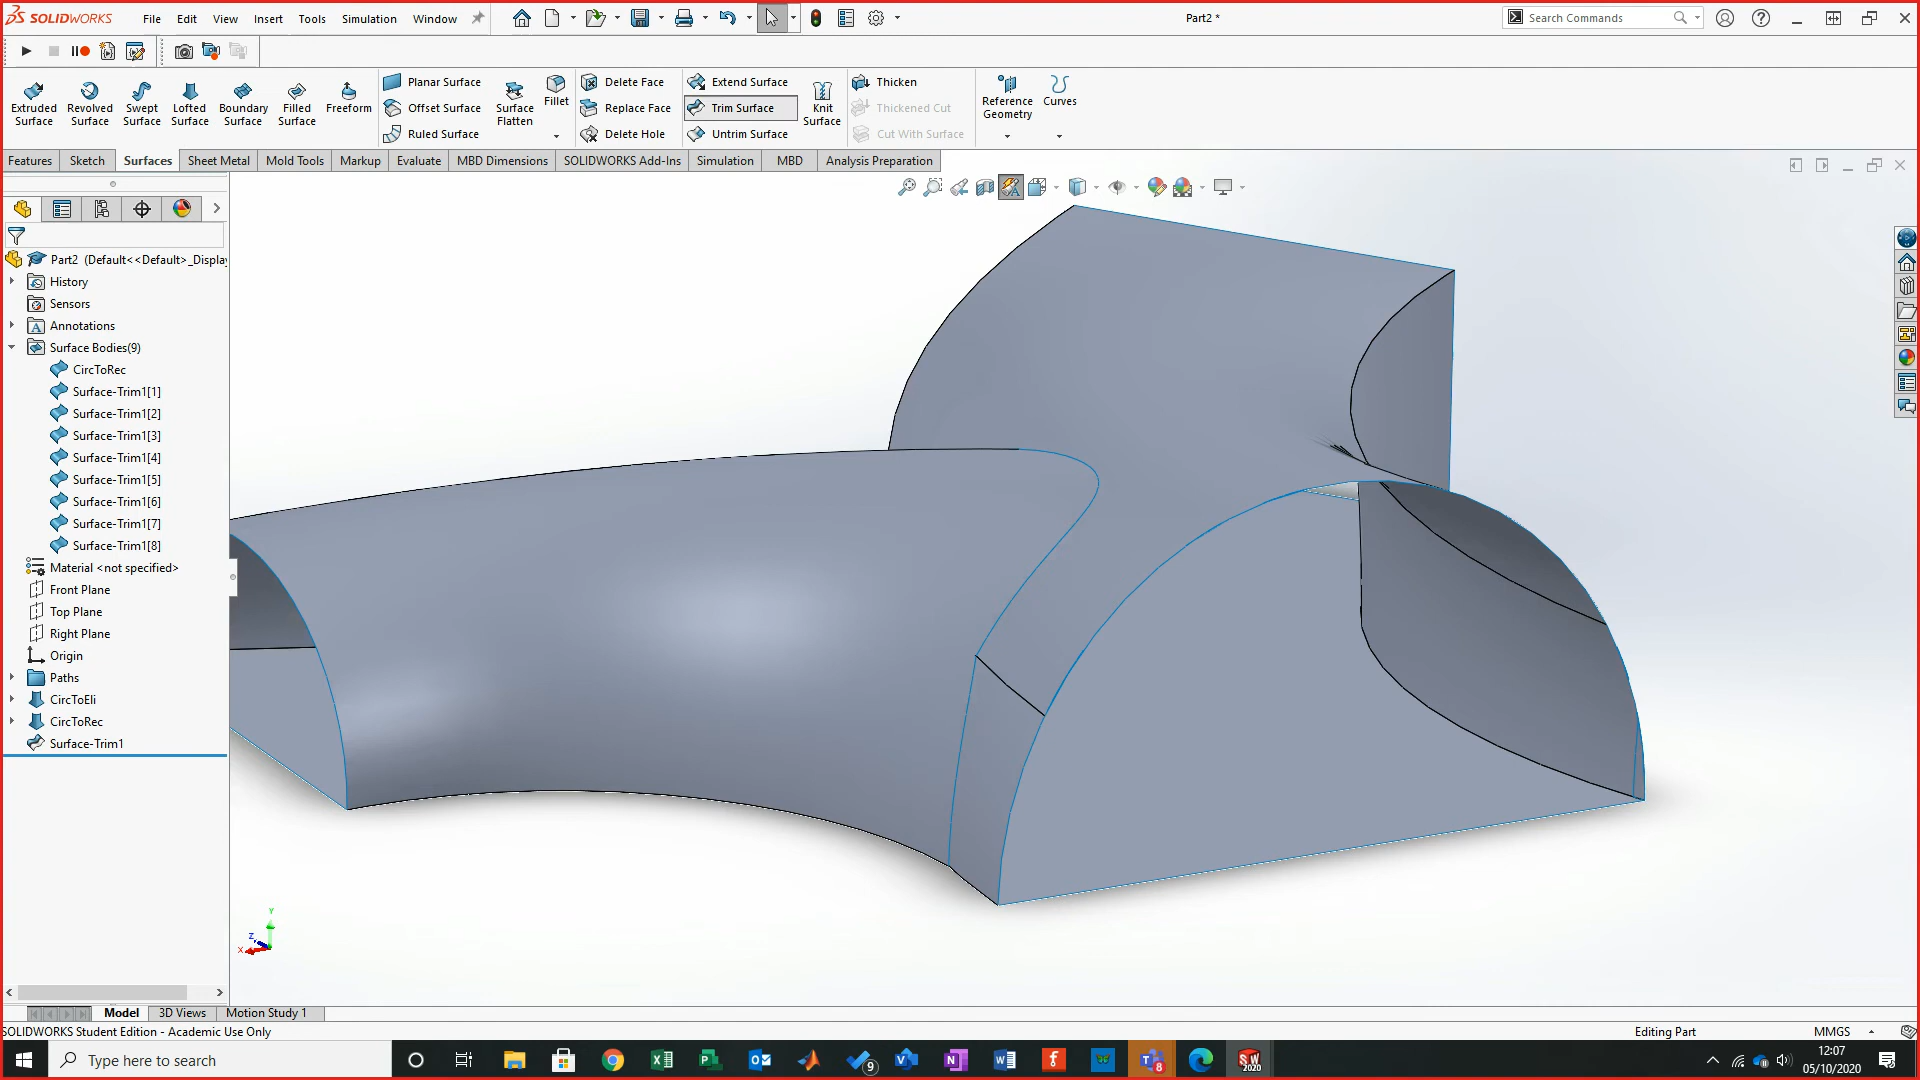 SOLIDWORKS File Edit View Insert Tools Simulation Window Part2 * Search Commands
Extruded Surface
Revolved Surface
Swept Surface
Lofted Surface
Boundary Surface
Filled Surface
Freeform
Planar Surface
Offset Surface
Ruled Surface
Surface Flatten
Fillet
Delete Face
Replace Face
Delete Hole
Extend Surface
Trim Surface
Untrim Surface
Knit Surface
Thicken
Thickened Cut
Cut With Surface
Reference Geometry
Curves
Features Sketch Surfaces Sheet Metal Mold Tools Markup Evaluate MBD Dimensions SOLIDWORKS Add-Ins Simulation MBD Analysis Preparation
Part2 (Default<<Default>_Display
History
Sensors
Annotations
Surface Bodies(9)
CircToRec
Surface-Trim1[1]
Surface-Trim1[2]
Surface-Trim1[3]
Surface-Trim1[4]
Surface-Trim1[5]
Surface-Trim1[6]
Surface-Trim1[7]
Surface-Trim1[8]
Material <not specified>
Front Plane
Top Plane
Right Plane
Origin
Paths
CircToEli
CircToRec
Surface-Trim1
Y
Z
X
Model 3D Views Motion Study 1
SOLIDWORKS Student Edition - Academic Use Only Editing Part MMGS
Type here to search
9
8
SW
2020
12:07
05/10/2020